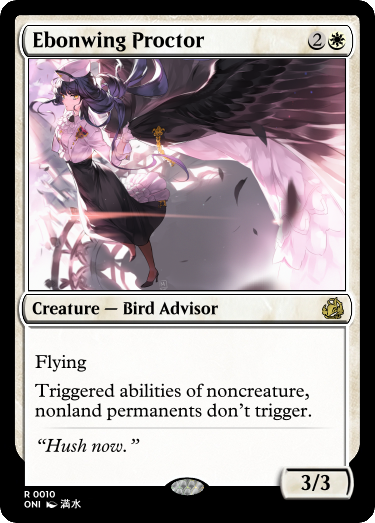 Ebonwing Proctor 2
Creature — Bird Advisor
Flying
Triggered abilities of noncreature,
nonland permanents don’t trigger.
“Hush now.”
3/3
R 0010
ONI 満水